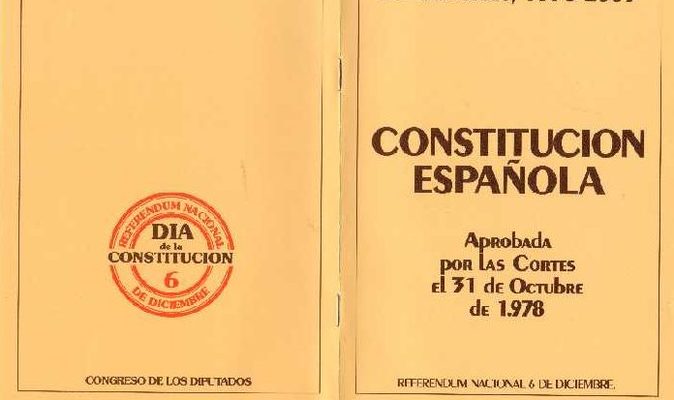 REFERENDUM NACIONAL
DIA
de la
CONSTITUCION
6
DE DICIEMBRE
CONGRESO DE LOS DIPUTADOS
CONSTITUCION
ESPAÑOLA
Aprobada
por las Cortes
el 31 de Octubre
de 1.978
REFERENDUM NACIONAL 6 DE DICIEMBRE